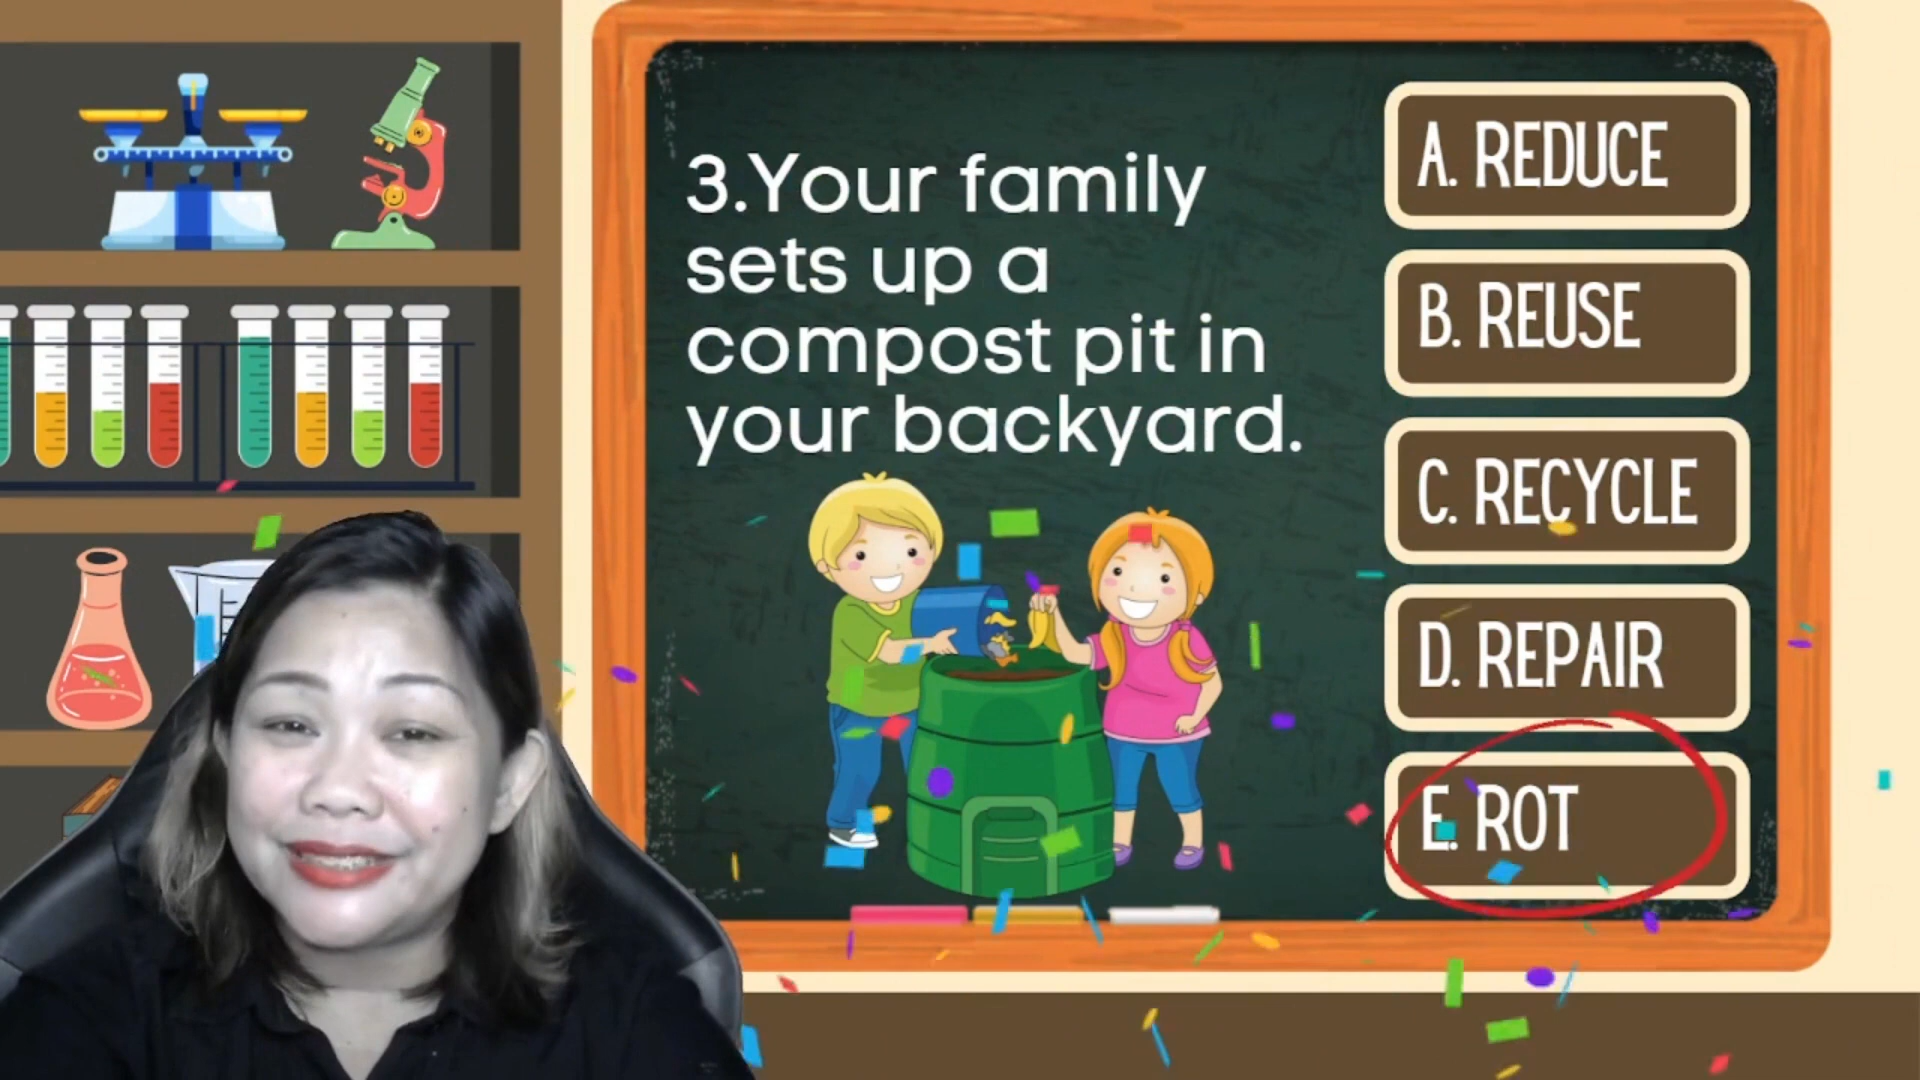 3.Your family
sets up a
compost pit in
your backyard.
A. REDUCE
B. REUSE
C. RECYCLE
D. REPAIR
E. ROT